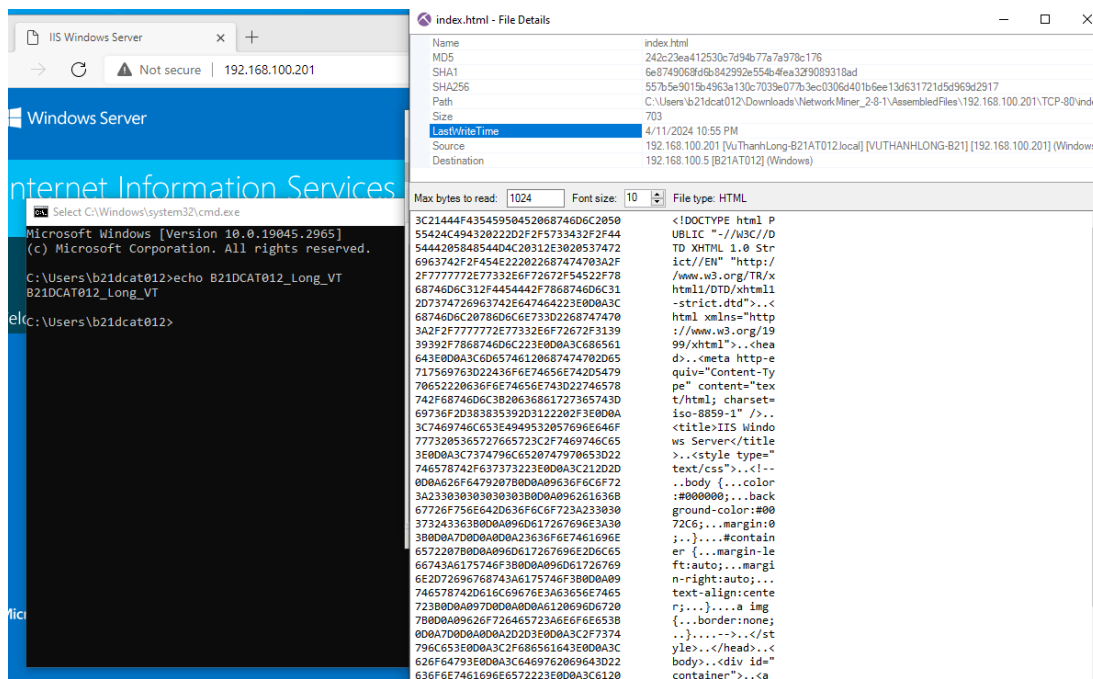 IIS Windows Server
Not secure | 192.168.100.201
Windows Server
nternet Information Services
Select C:\Windows\system32\cmd.exe
Microsoft Windows [Version 10.0.19045.2965]
(c) Microsoft Corporation. All rights reserved.
C:\Users\b21dcat012>echo B21DCAT012_Long_VT
B21DCAT012_Long_VT
C:\Users\b21dcat012>
index.html - File Details
Name index.html
MD5 242c23ea412530c7d94b77a7a978c176
SHA1 6e8749068fd6b842992e554b4fea32f9089318ad
SHA256 557b5e9015b4963a130c7039e077b3ec0306d401b6ee13d631721d5d969d2917
Path C:\Users\b21dcat012\Downloads\NetworkMiner_2-8-1\AssembledFiles\192.168.100.201\TCP-80\inde
Size 703
LastWriteTime 4/11/2024 10:55 PM
Source 192.168.100.201 [VuThanhLong-B21AT012.local] [VUTHANHLONG-B21] [192.168.100.201] (Windows
Destination 192.168.100.5 [B21AT012] (Windows)
Max bytes to read: 1024 Font size: 10 File type: HTML
3C21444F43545950452068746D6C2050 <!DOCTYPE html P
55424C494320222D2F2F5733432F2F44 UBLIC "-//W3C//D
5444205848544D4C20312E3020537472 TD XHTML 1.0 Str
6963742F2F454E222022687474703A2F ict//EN" "http:/
2F7777772E77332E6F72672F54522F78 /www.w3.org/TR/x
68746D6C312F4454442F7868746D6C31 html1/DTD/xhtml1
2D7374726963742E647464223E0D0A3C -strict.dtd">..<
68746D6C20786D6C6E733D2268747470 html xmlns="http
3A2F2F7777772E77332E6F72672F3139 ://www.w3.org/19
39392F7868746D6C223E0D0A3C686561 99/xhtml">..<hea
643E0D0A3C6D65746120687474702D65 d>..<meta http-e
717569763D22436F6E74656E742D5479 quiv="Content-Ty
70652220636F6E74656E743D22746578 pe" content="tex
742F68746D6C3B20636861727365743D t/html; charset=
69736F2D383835392D3122202F3E0D0A iso-8859-1" />..
3C7469746C653E4949532057696E646F <title>IIS Windo
7773205365727665723C2F7469746C65 ws Server</title
3E0D0A3C7374796C6520747970653D22 >..<style type="
746578742F637373223E0D0A3C212D2D text/css">..<!--
0D0A626F6479207B0D0A09636F6C6F72 ..body {...color
3A233030303030303B0D0A096261636B :#000000;...back
67726F756E642D636F6C6F723A233030 ground-color:#00
373243363B0D0A096D617267696E3A30 72C6;...margin:0
3B0D0A7D0D0A0D0A23636F6E7461696E ;..}....#contain
6572207B0D0A096D617267696E2D6C65 er {...margin-le
66743A6175746F3B0D0A096D61726769 ft:auto;...margi
6E2D72696768743A6175746F3B0D0A09 n-right:auto;...
746578742D616C69676E3A63656E7465 text-align:cente
723B0D0A097D0D0A0D0A6120696D6720 r;...}....a img 
7B0D0A09626F726465723A6E6F6E653B {...border:none;
0D0A7D0D0A0D0A2D2D3E0D0A3C2F7374 ..}....-->..</st
796C653E0D0A3C2F686561643E0D0A3C yle>..</head>..<
626F64793E0D0A3C6469762069643D22 body>..<div id="
636F6E7461696E6572223E0D0A3C6120 container">..<a